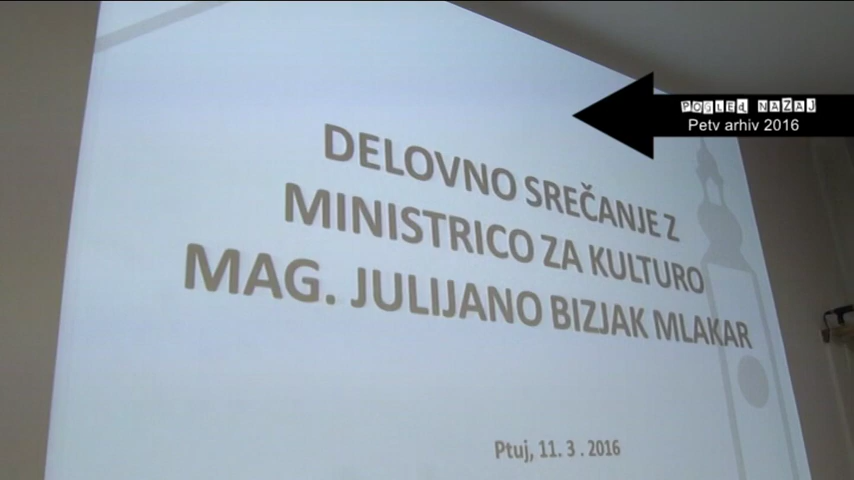 POGLEd NAZAJ
Petv arhiv 2016
DELOVNO SREČANJE Z
MINISTRICO ZA KULTURO
MAG. JULIJANO BIZJAK MLAKAR
Ptuj, 11. 3 . 2016